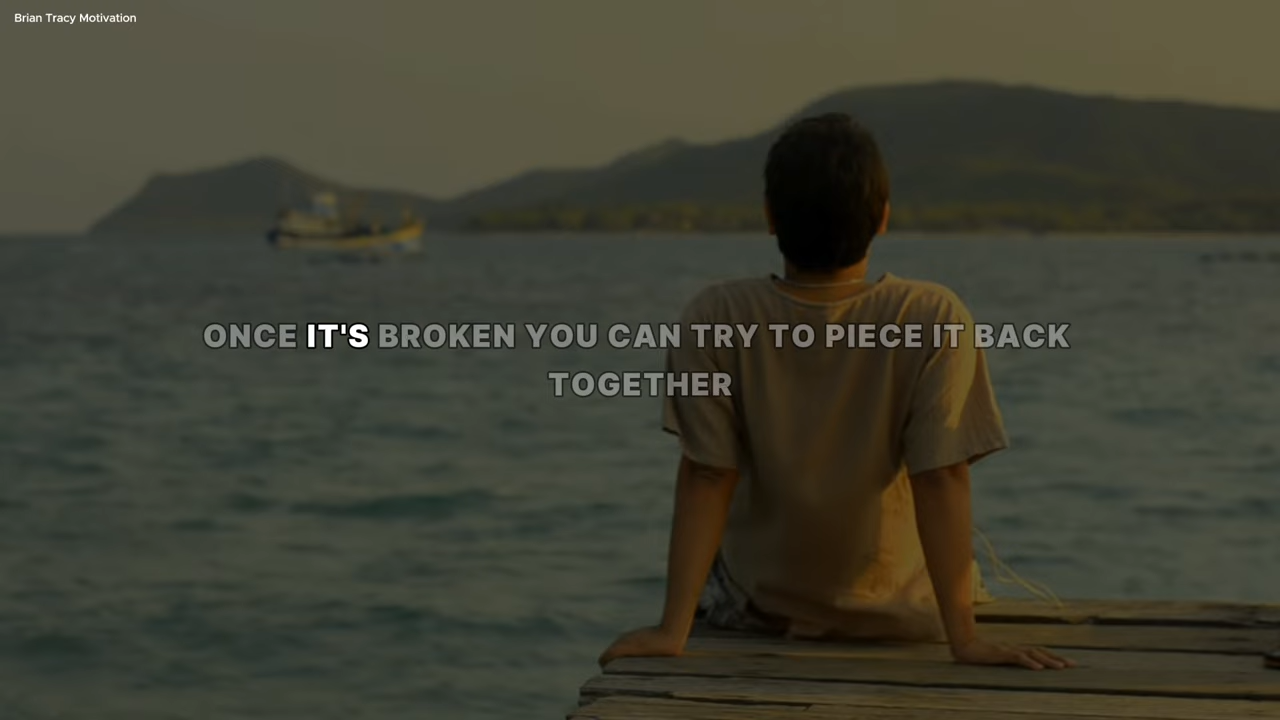 Brian Tracy Motivation
ONCE IT'S BROKEN YOU CAN TRY TO PIECE IT BACK
TOGETHER